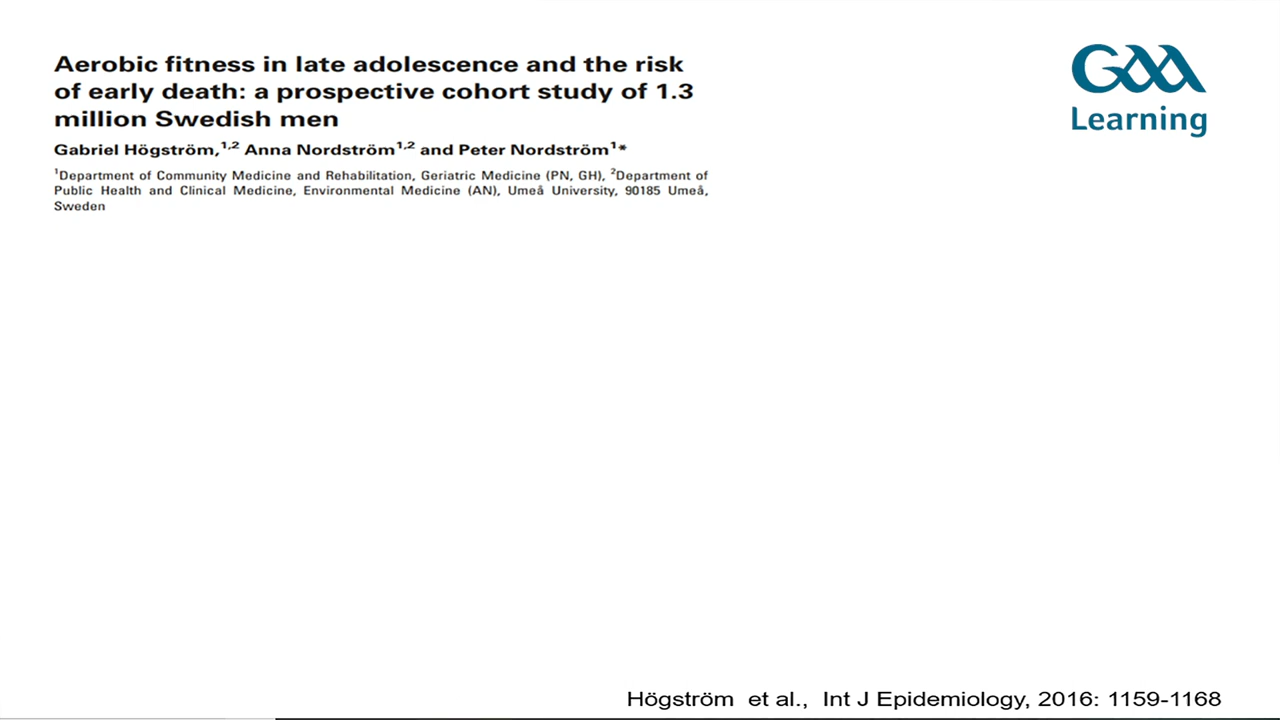 Aerobic fitness in late adolescence and the risk
of early death: a prospective cohort study of 1.3
million Swedish men
Gabriel Högström,1,2 Anna Nordström1,2 and Peter Nordström1*
1Department of Community Medicine and Rehabilitation, Geriatric Medicine (PN, GH), 2Department of
Public Health and Clinical Medicine, Environmental Medicine (AN), Umeå University, 90185 Umeå,
Sweden
GAA
Learning
Högström et al., Int J Epidemiology, 2016: 1159-1168